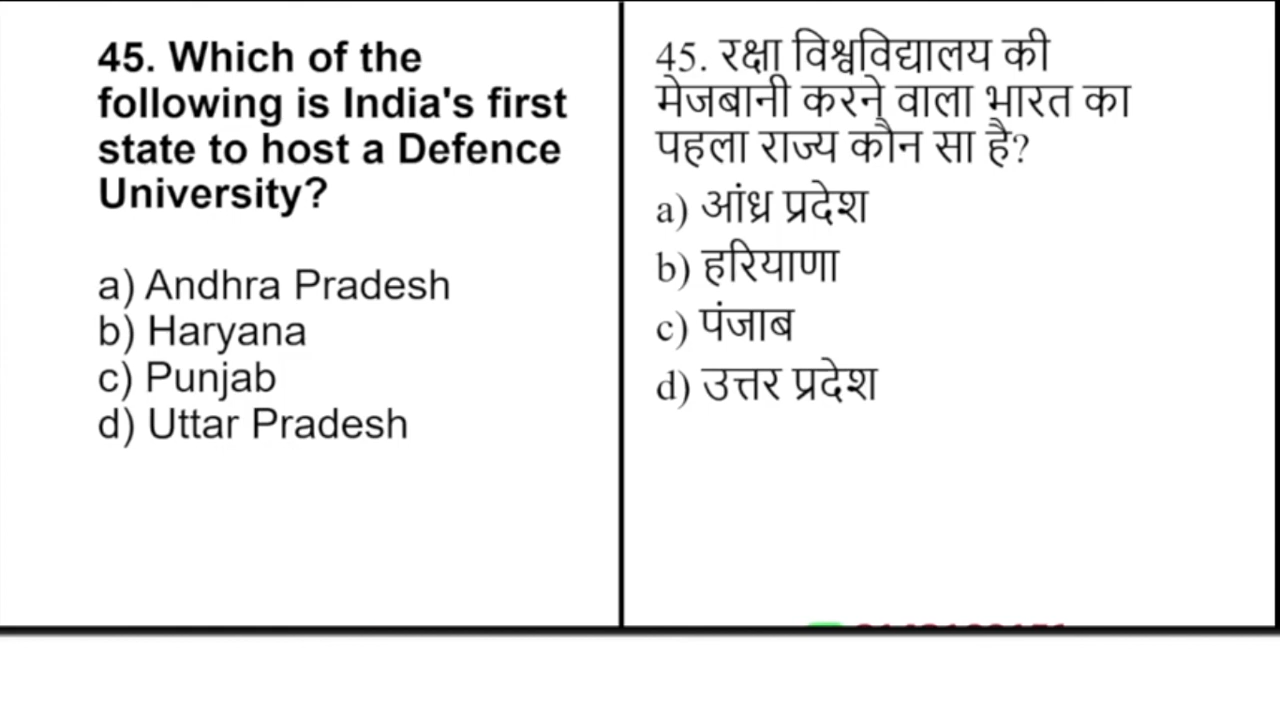 45. Which of the
following is India's first
state to host a Defence
University?
a) Andhra Pradesh
b) Haryana
c) Punjab
d) Uttar Pradesh
45. रक्षा विश्वविद्यालय की
मेजबानी करने वाला भारत का
पहला राज्य कौन सा है?
a) आंध्र प्रदेश
b) हरियाणा
c) पंजाब
d) उत्तर प्रदेश